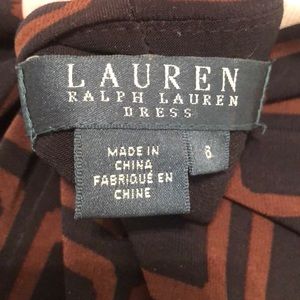 LAUREN
RALPH LAUREN
DRESS
MADE IN
CHINA
FABRIQUÉ EN
CHINE
8